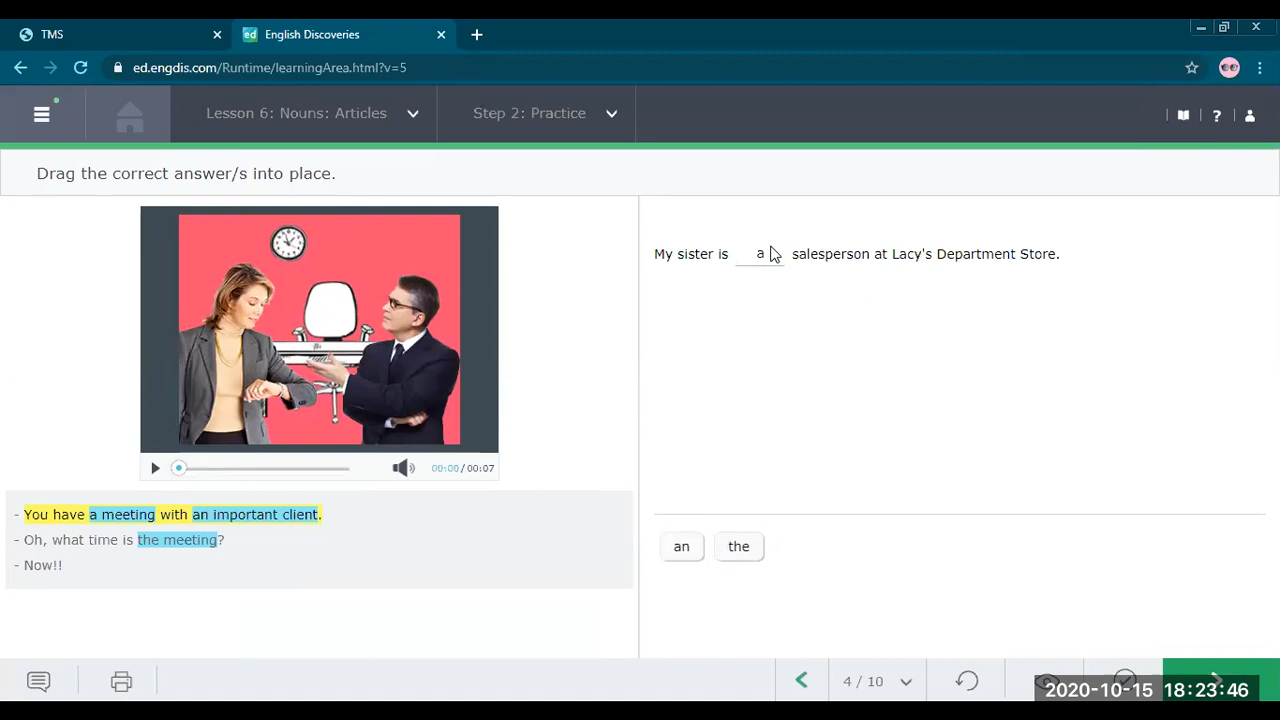 TMS
English Discoveries
ed.engdis.com/Runtime/learningArea.html?v=5
Lesson 6: Nouns: Articles
Step 2: Practice
?
Drag the correct answer/s into place.
My sister is a salesperson at Lacy's Department Store.
00:00/00:07
- You have a meeting with an important client.
- Oh, what time is the meeting?
- Now!!
an
the
4 / 10
2020-10-15 18:23:46